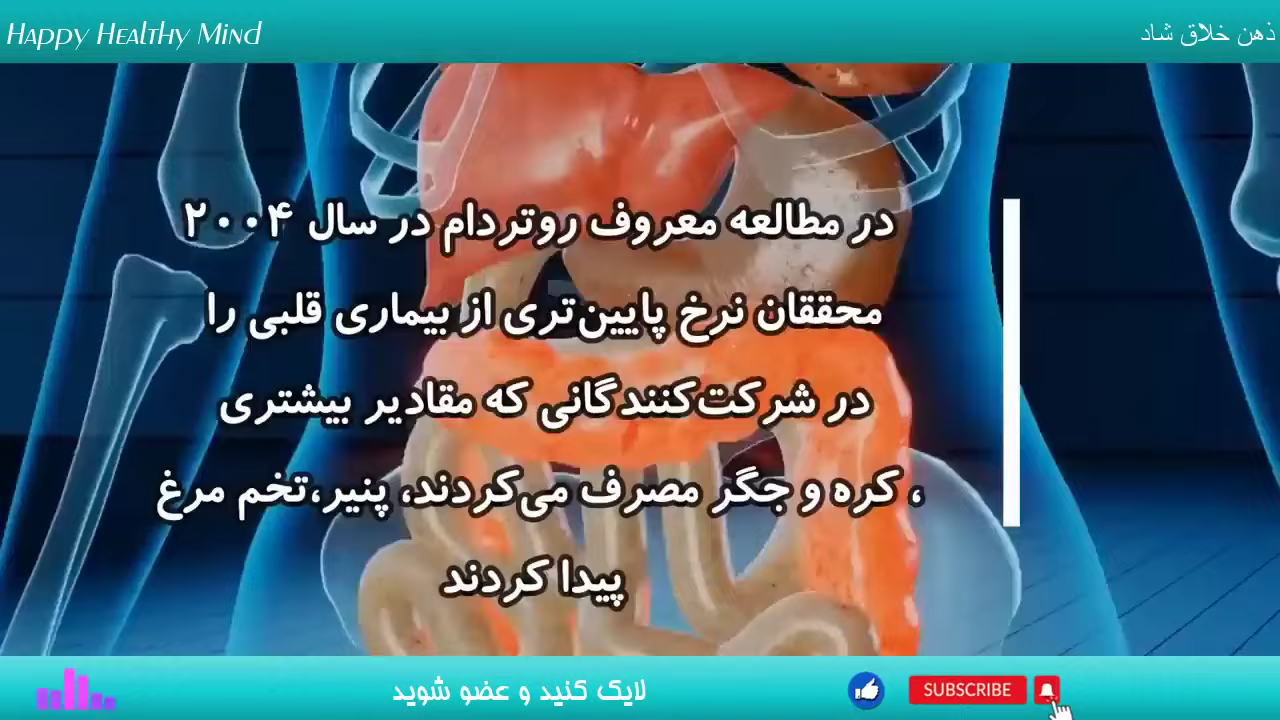 Happy Healthy Mind
ذهن خلاق شاد
در مطالعه معروف روتردام در سال ۲۰۰۴
محققان نرخ پایین‌تری از بیماری قلبی را
در شرکت‌کنندگانی که مقادیر بیشتری
، کره و جگر مصرف می‌کردند، پنیر،تخم مرغ
پیدا کردند
لایک کنید و عضو شوید
SUBSCRIBE